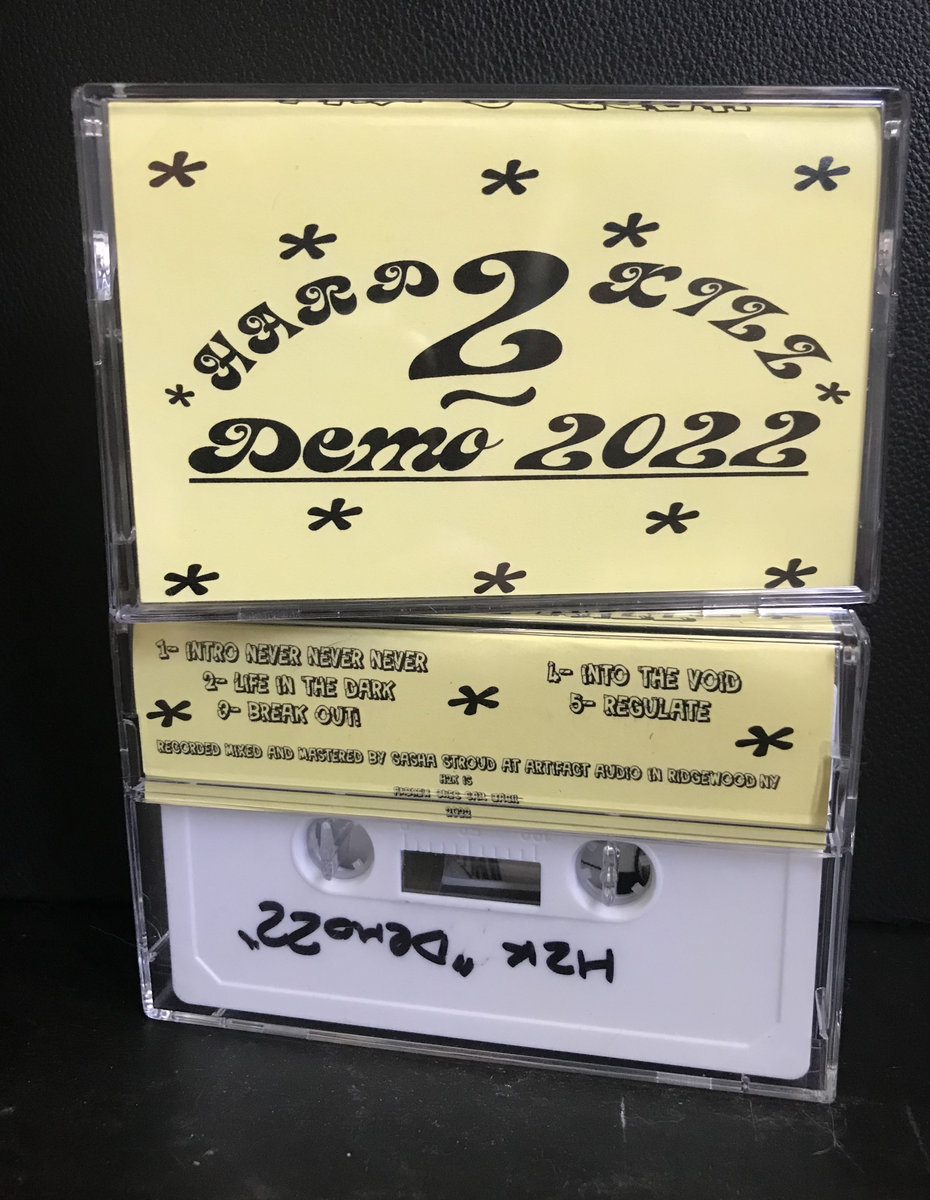 HARD 2 KILL
~
Demo 2022
1- INTRO NEVER NEVER NEVER
2- LIFE IN THE DARK
3- BREAK OUT!
4- INTO THE VOID
5- REGULATE
RECORDED MIXED AND MASTERED BY SASHA STROUD AT ARTIFACT AUDIO IN RIDGEWOOD NY
H2K IS
2022
H2K "DEMO22"